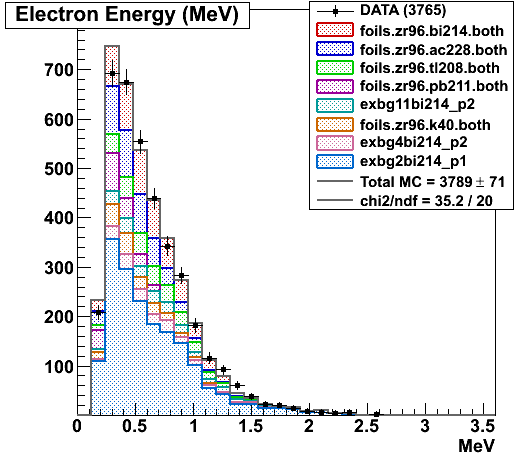 Electron Energy (MeV)
DATA (3765)
foils.zr96.bi214.both
foils.zr96.ac228.both
foils.zr96.tl208.both
foils.zr96.pb211.both
exbg11bi214_p2
foils.zr96.k40.both
exbg4bi214_p2
exbg2bi214_p1
Total MC = 3789 ± 71
chi2/ndf = 35.2 / 20
700
600
500
400
300
200
100
0 0.5 1 1.5 2 2.5 3 3.5
MeV